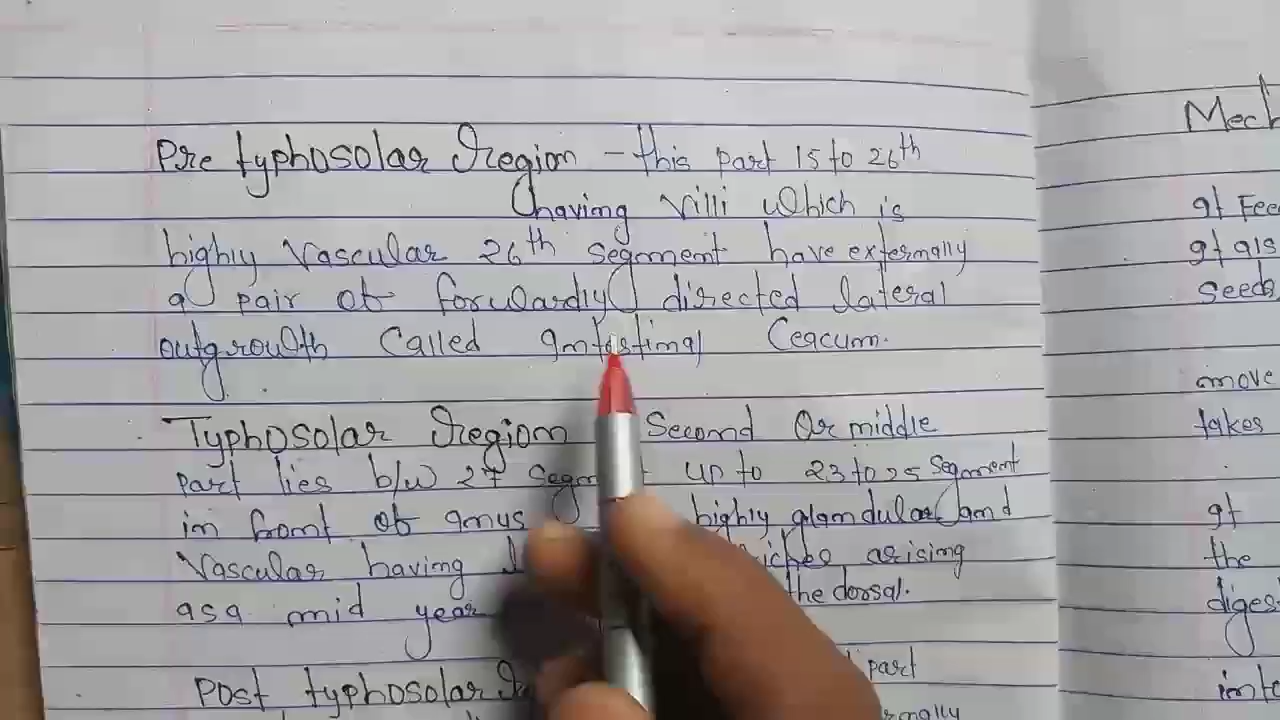 Pre typhosolar region - this part 15 to 26th
having villi which is
highly Vascular 26th segment have externally
a pair of forwardly directed lateral
outgrowth Called intestinal Ceacum.
Typhosolar region Second or middle
part lies b/w 27 up to 23 to 25 segment
in front of anus highly glandular and
Vascular having arising
as a mid year the dorsal.
Post typhosolar part
Mech
It Fee
It als
Seeds
move
takes
It
the
diges
into